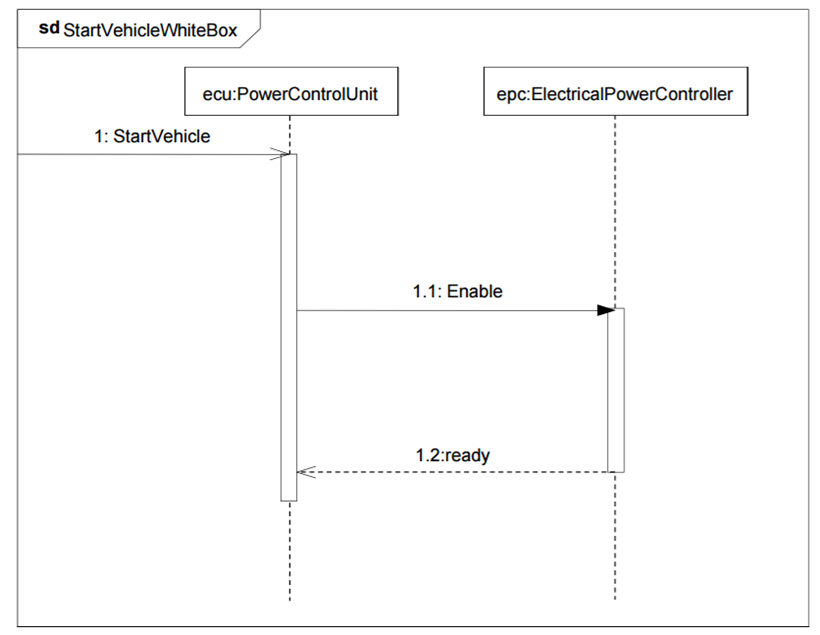 sd StartVehicleWhiteBox
ecu:PowerControlUnit
epc:ElectricalPowerController
1: StartVehicle
1.1: Enable
1.2:ready